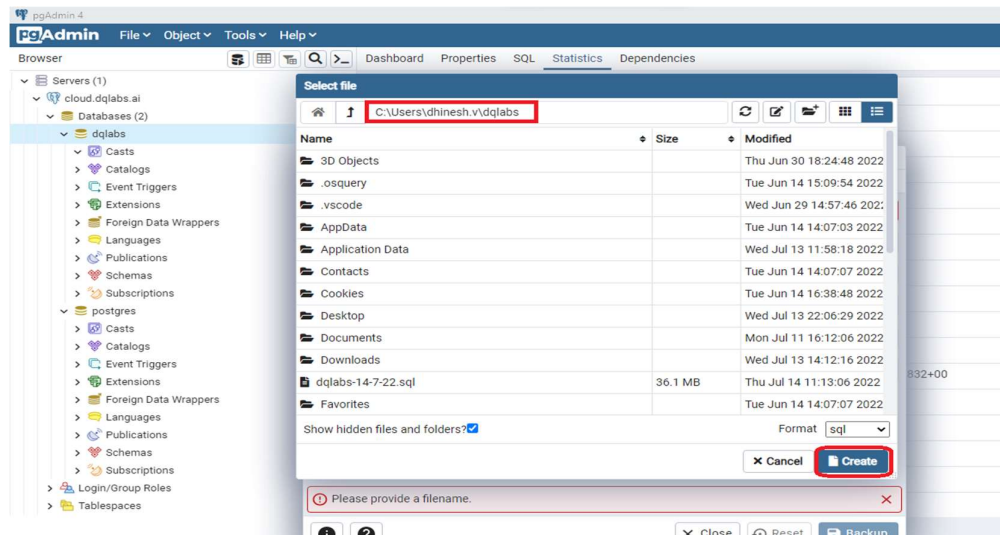 pgAdmin 4
pgAdmin File Object Tools Help
Browser
Dashboard Properties SQL Statistics Dependencies
Servers (1)
cloud.dqlabs.ai
Databases (2)
dqlabs
Casts
Catalogs
Event Triggers
Extensions
Foreign Data Wrappers
Languages
Publications
Schemas
Subscriptions
postgres
Casts
Catalogs
Event Triggers
Extensions
Foreign Data Wrappers
Languages
Publications
Schemas
Subscriptions
Login/Group Roles
Tablespaces
Select file
C:\Users\dhinesh.v\dqlabs
Name Size Modified
3D Objects Thu Jun 30 18:24:48 2022
.osquery Tue Jun 14 15:09:54 2022
.vscode Wed Jun 29 14:57:46 202
AppData Tue Jun 14 14:07:03 2022
Application Data Wed Jul 13 11:58:18 2022
Contacts Tue Jun 14 14:07:07 2022
Cookies Tue Jun 14 16:38:48 2022
Desktop Wed Jul 13 22:06:29 2022
Documents Mon Jul 11 16:12:06 2022
Downloads Wed Jul 13 14:12:16 2022
dqlabs-14-7-22.sql 36.1 MB Thu Jul 14 11:13:06 2022
Favorites Tue Jun 14 14:07:07 2022
832+00
Show hidden files and folders? Format sql
Cancel Create
Please provide a filename.
Close Reset Backup